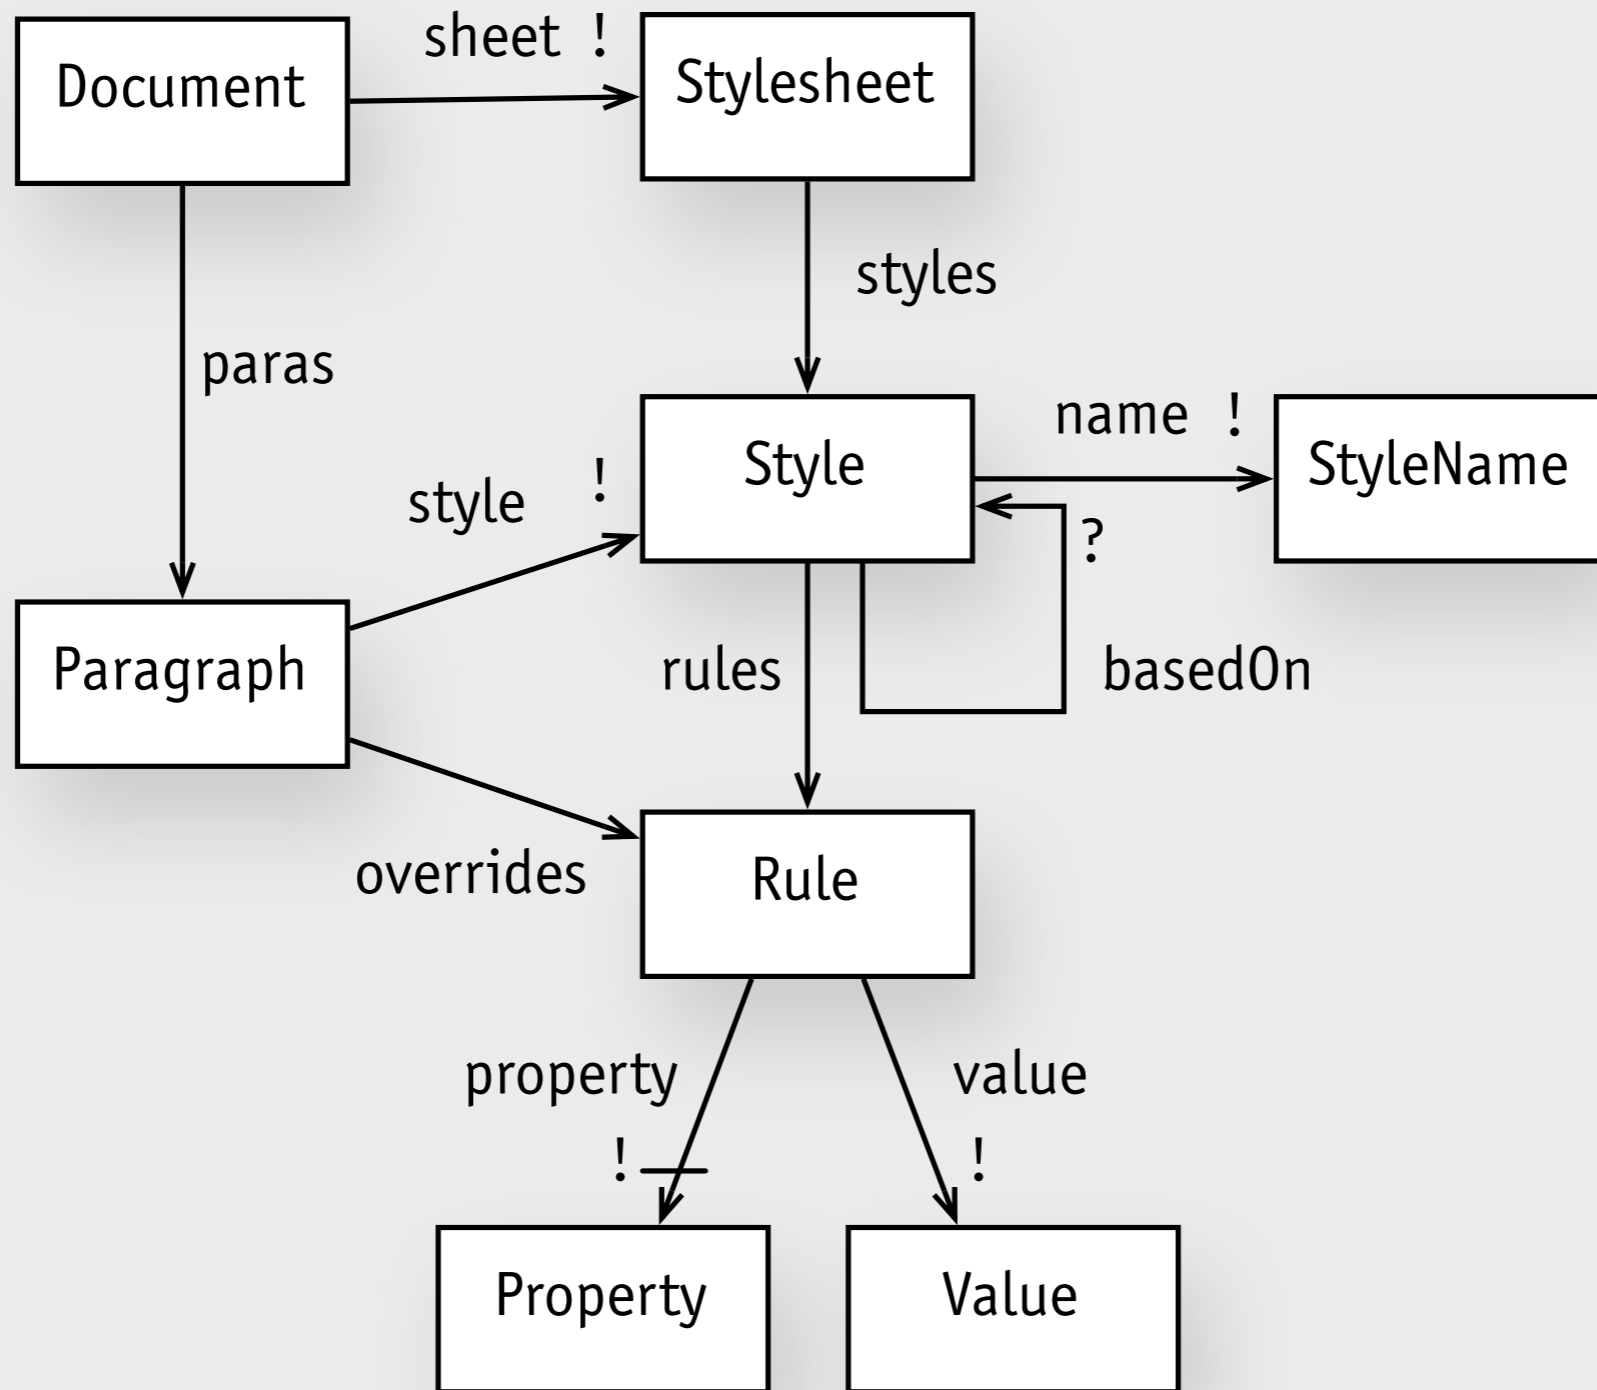 Document
sheet !
Stylesheet
styles
paras
name !
StyleName
Style
style
!
?
Paragraph
rules
basedOn
overrides
Rule
property
value
!
!
Property
Value